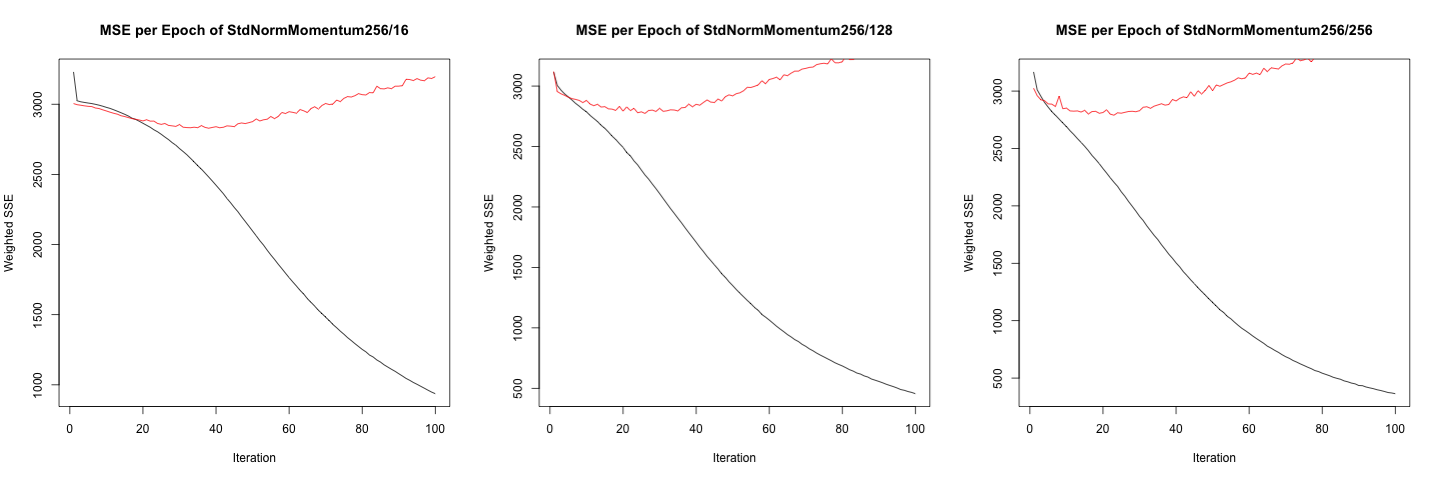 MSE per Epoch of StdNormMomentum256/16
Weighted SSE
3000
2500
2000
1500
1000
0 20 40 60 80 100
Iteration
MSE per Epoch of StdNormMomentum256/128
Weighted SSE
3000
2500
2000
1500
1000
500
0 20 40 60 80 100
Iteration
MSE per Epoch of StdNormMomentum256/256
Weighted SSE
3000
2500
2000
1500
1000
500
0 20 40 60 80 100
Iteration